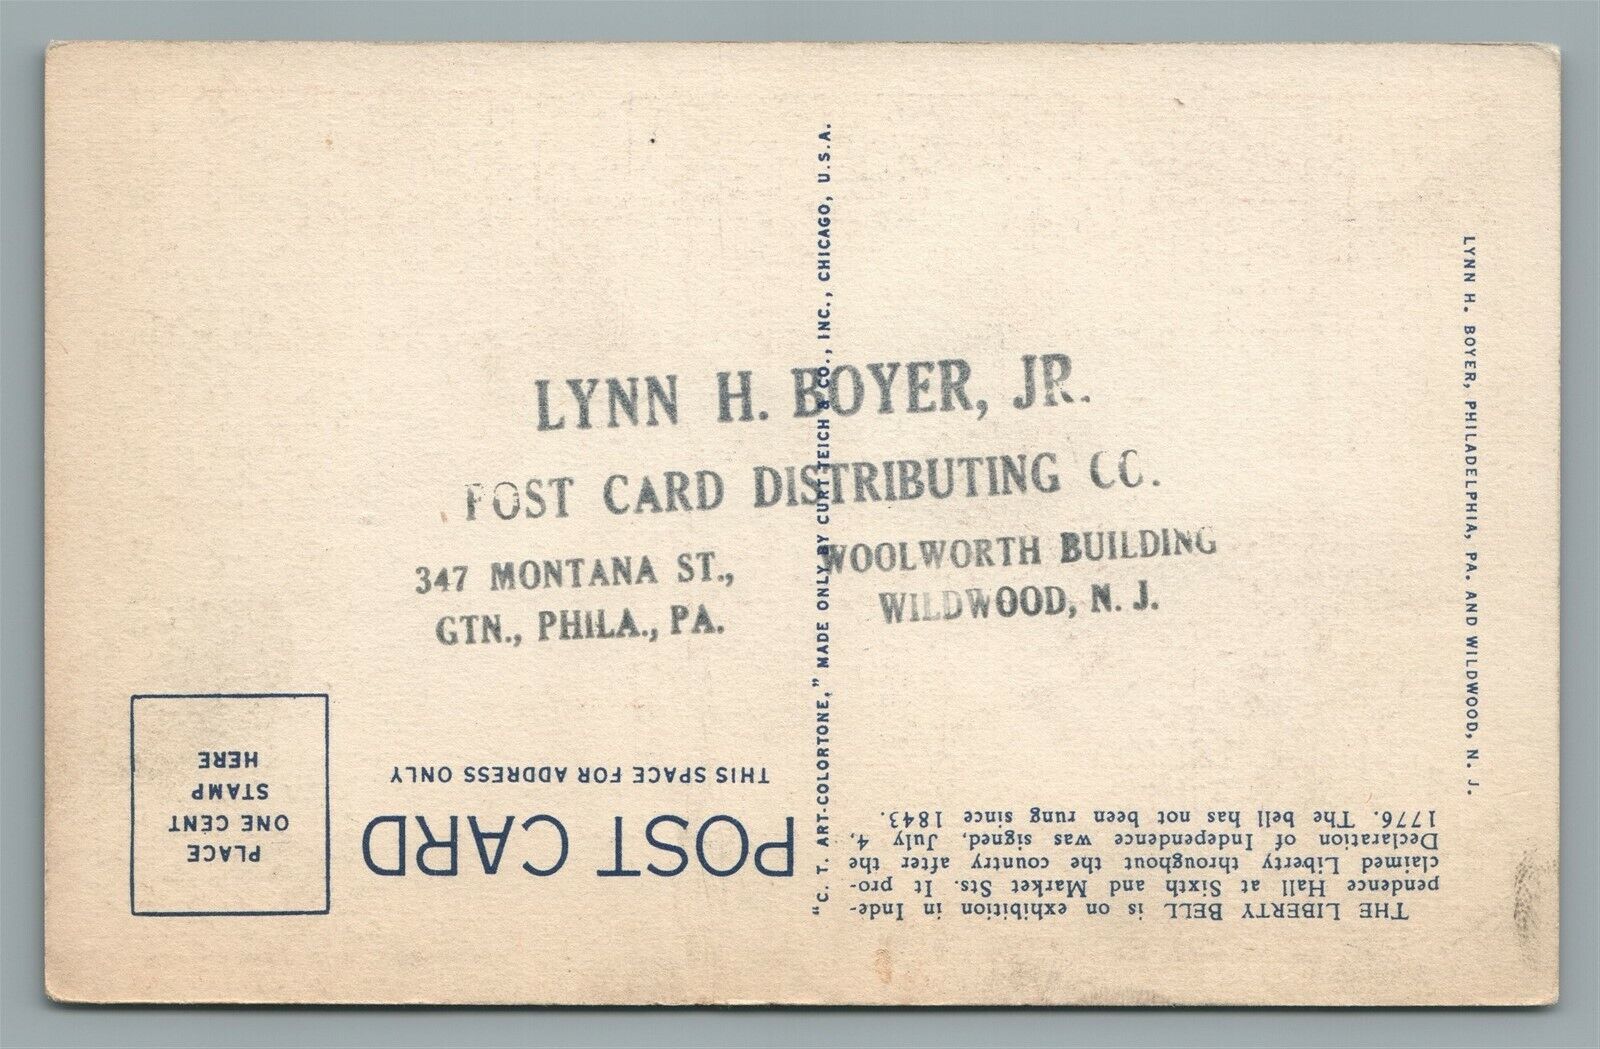 LYNN H. BOYER, JR.
POST CARD DISTRIBUTING CO.
347 MONTANA ST.,
GTN., PHILA., PA.
WOOLWORTH BUILDING
WILDWOOD, N. J.
THE LIBERTY BELL is on exhibition in Inde-
pendence Hall at Sixth and Market Sts. It pro-
claimed Liberty throughout the country after the
Declaration of Independence was signed, July 4,
1776. The bell has not been rung since 1843.
POST CARD
THIS SPACE FOR ADDRESS ONLY
PLACE
ONE CENT
STAMP
HERE
"C. T. ART-COLORTONE," MADE ONLY BY CURT TEICH & CO., INC., CHICAGO, U.S.A.
LYNN H. BOYER, PHILADELPHIA, PA. AND WILDWOOD, N. J.